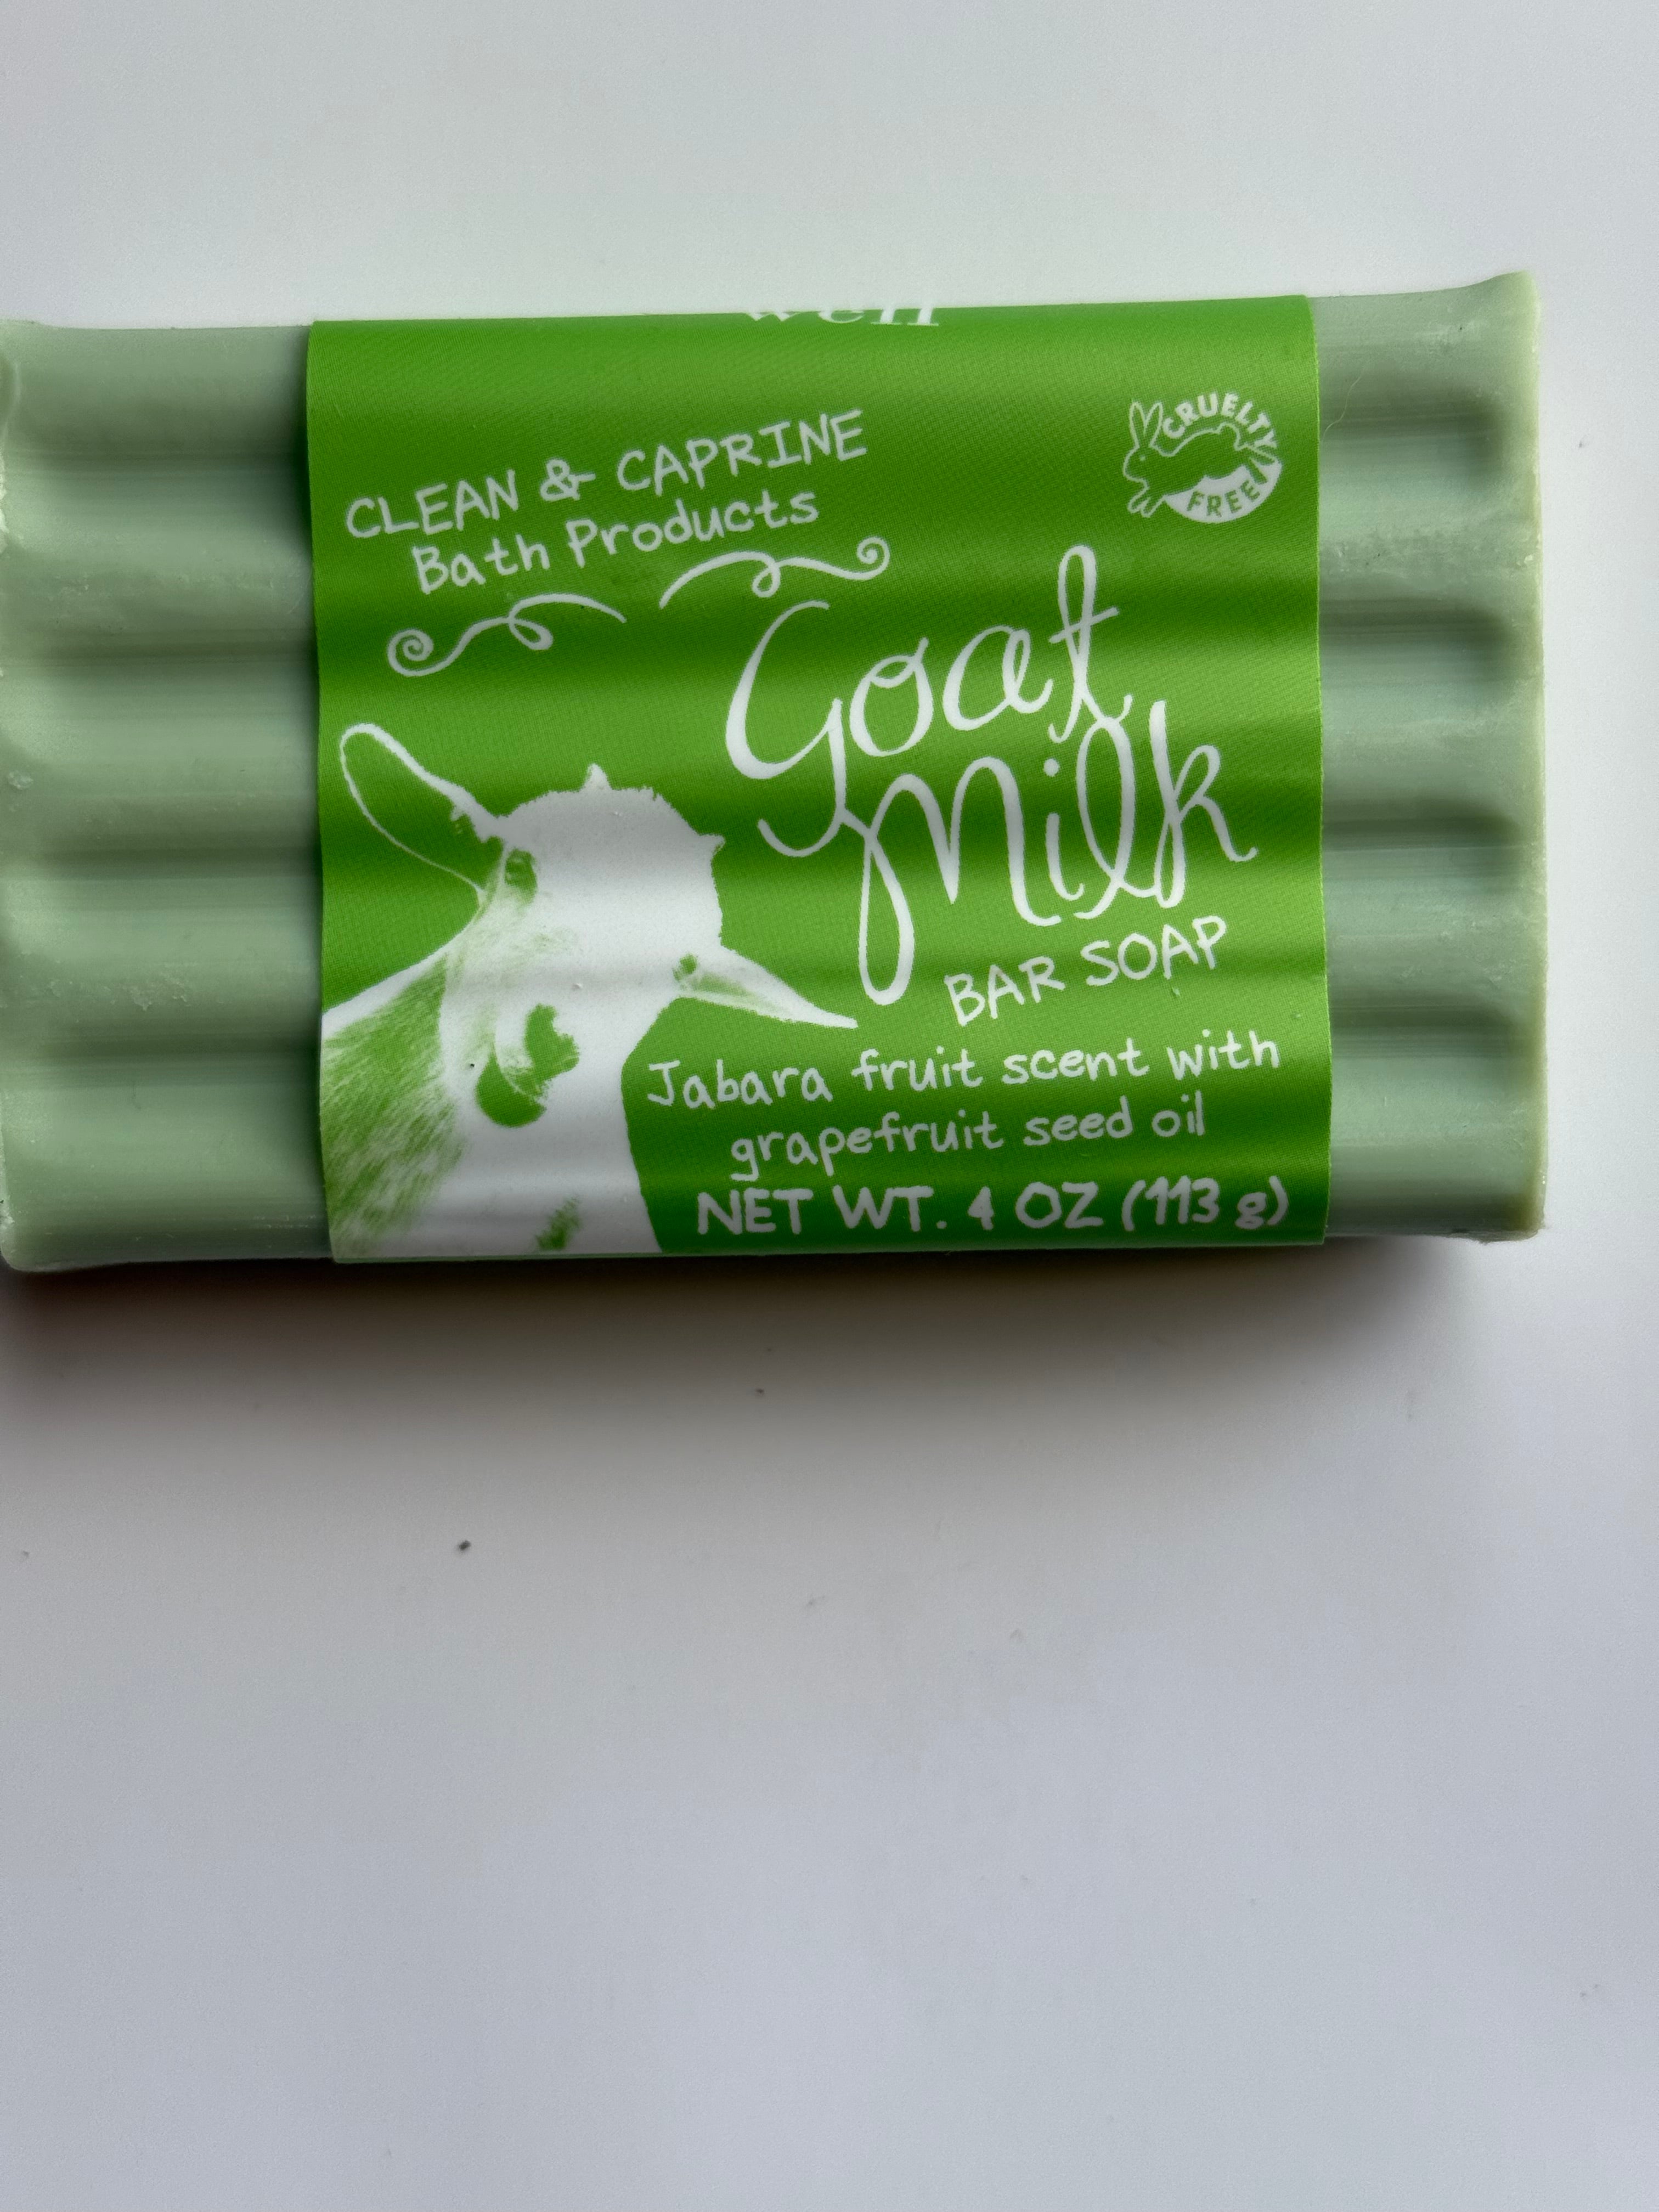 well
CLEAN & CAPRINE
Bath Products
CRUELTY
FREE
Goat
Milk
BAR SOAP
Jabara fruit scent with
grapefruit seed oil
NET WT. 4 OZ (113 g)